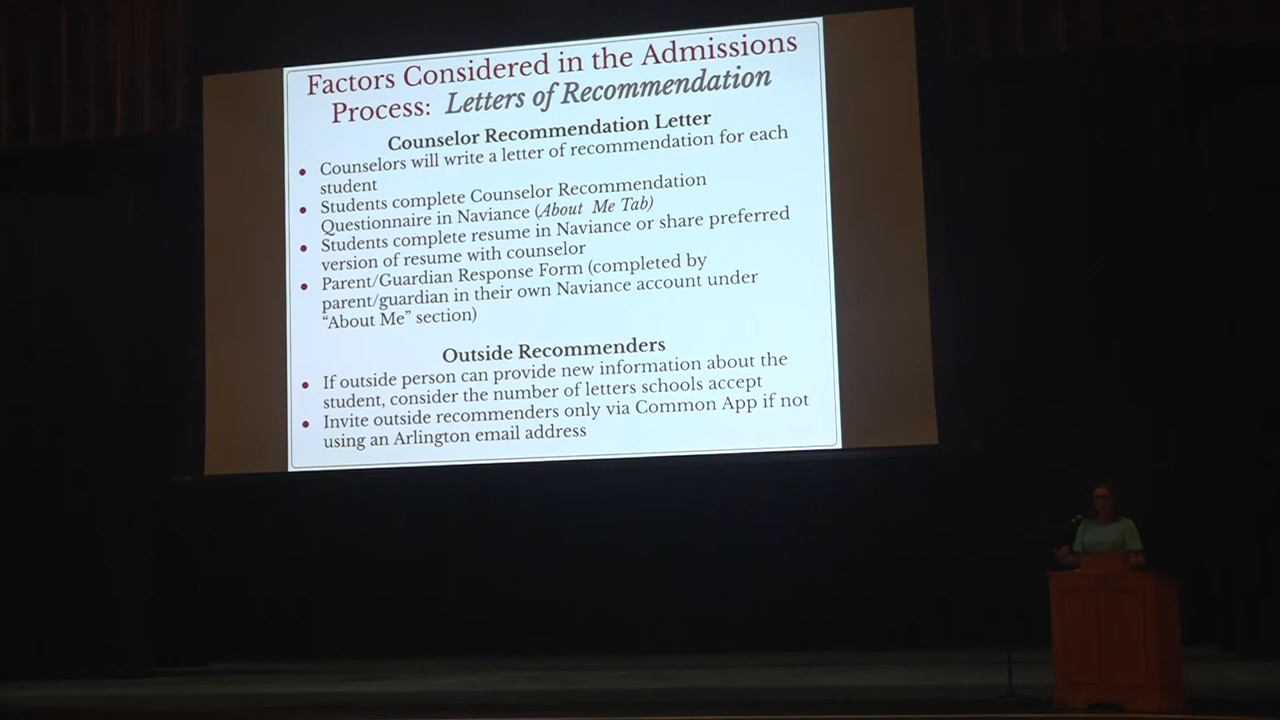 Factors Considered in the Admissions
Process: Letters of Recommendation
Counselor Recommendation Letter
• Counselors will write a letter of recommendation for each
student
• Students complete Counselor Recommendation
Questionnaire in Naviance (About Me Tab)
• Students complete resume in Naviance or share preferred
version of resume with counselor
• Parent/Guardian Response Form (completed by
parent/guardian in their own Naviance account under
“About Me” section)
Outside Recommenders
• If outside person can provide new information about the
student, consider the number of letters schools accept
• Invite outside recommenders only via Common App if not
using an Arlington email address